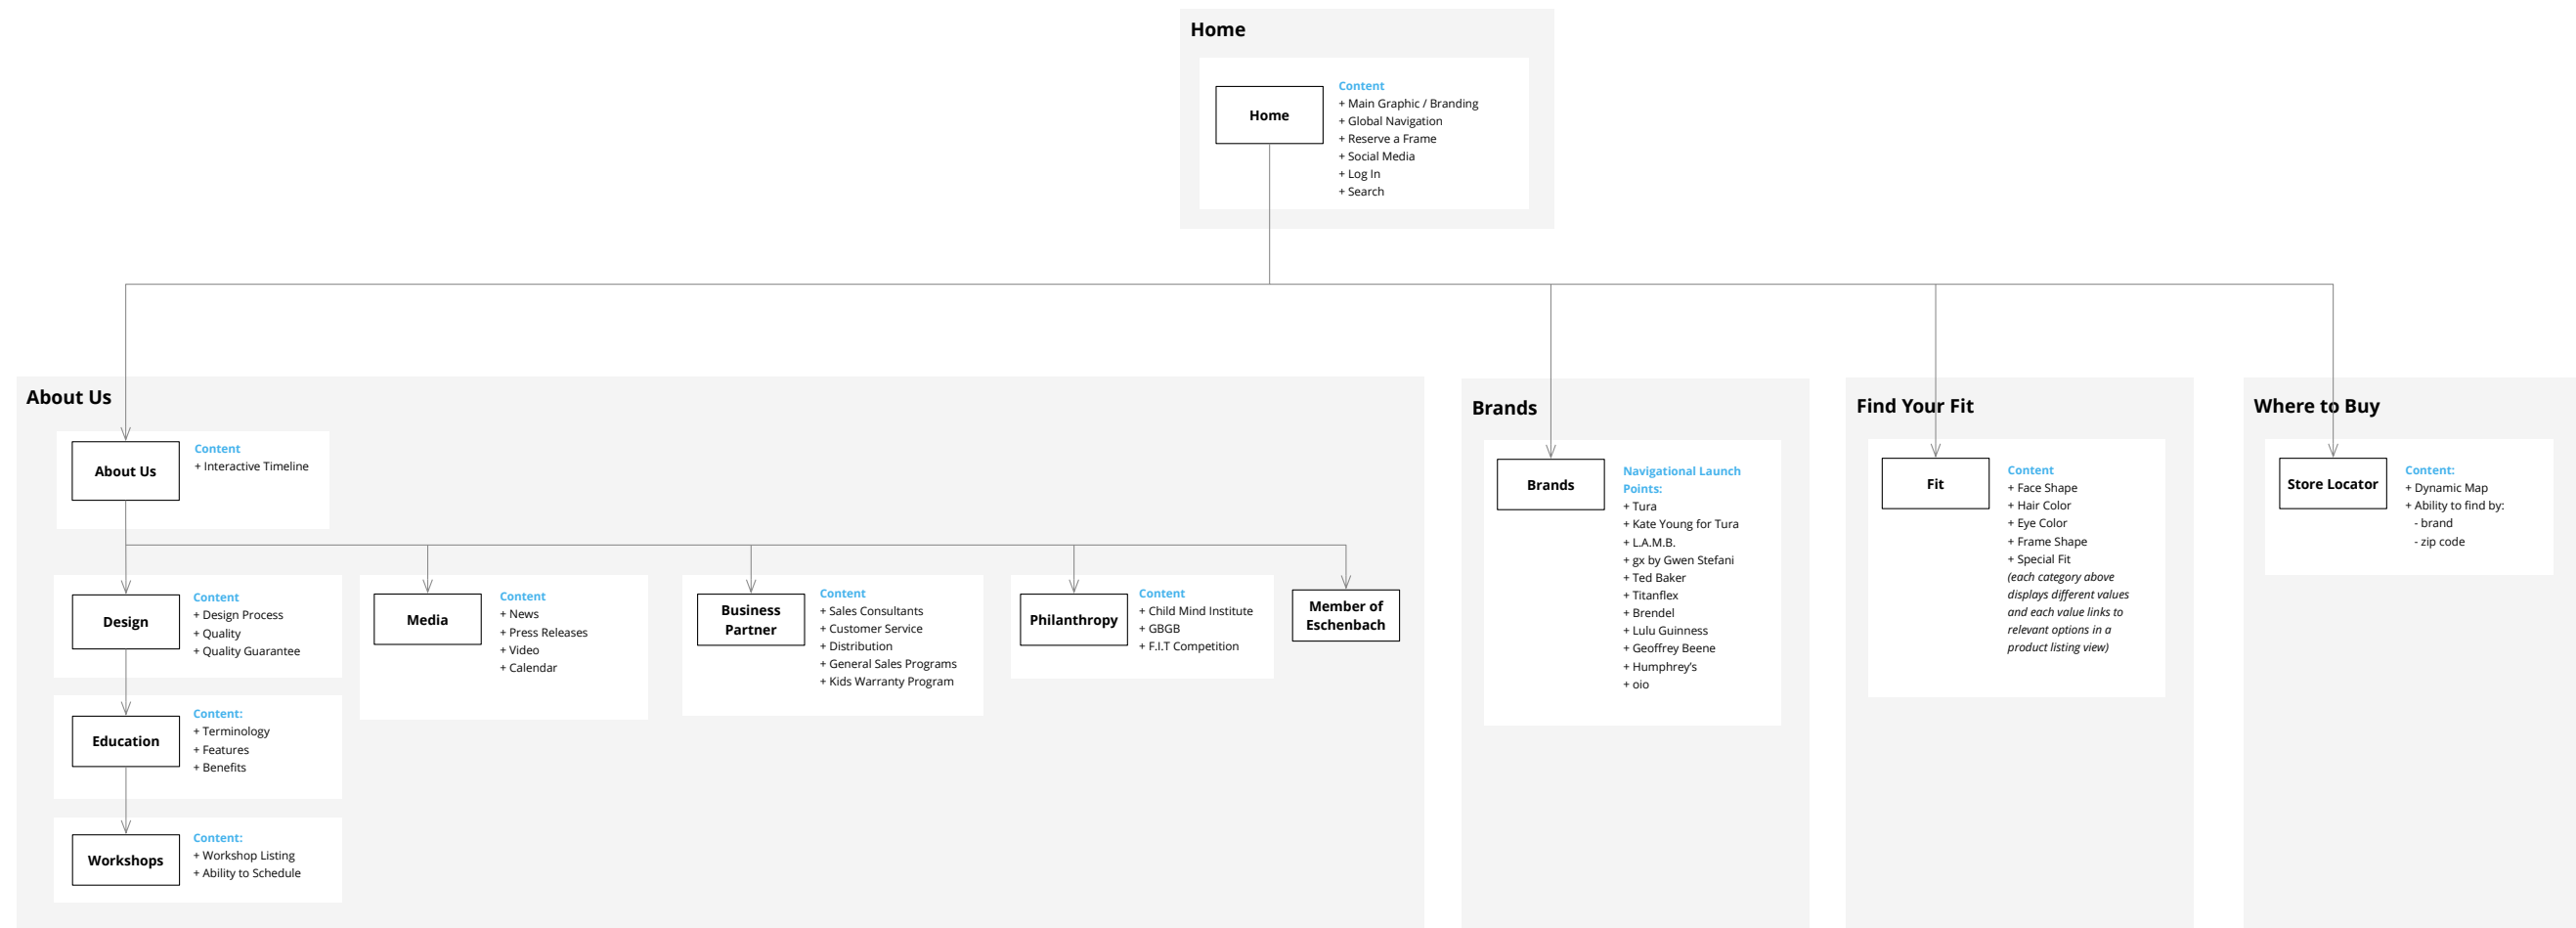 Home
Home
Content
+ Main Graphic / Branding
+ Global Navigation
+ Reserve a Frame
+ Social Media
+ Log In
+ Search
About Us
About Us
Content
+ Interactive Timeline
Design
Content
+ Design Process
+ Quality
+ Quality Guarantee
Education
Content:
+ Terminology
+ Features
+ Benefits
Workshops
Content:
+ Workshop Listing
+ Ability to Schedule
Media
Content
+ News
+ Press Releases
+ Video
+ Calendar
Business
Partner
Content
+ Sales Consultants
+ Customer Service
+ Distribution
+ General Sales Programs
+ Kids Warranty Program
Philanthropy
Content
+ Child Mind Institute
+ GBGB
+ F.I.T Competition
Member of
Eschenbach
Brands
Brands
Navigational Launch
Points:
+ Tura
+ Kate Young for Tura
+ L.A.M.B.
+ gx by Gwen Stefani
+ Ted Baker
+ Titanflex
+ Brendel
+ Lulu Guinness
+ Geoffrey Beene
+ Humphrey’s
+ oio
Find Your Fit
Fit
Content
+ Face Shape
+ Hair Color
+ Eye Color
+ Frame Shape
+ Special Fit
(each category above
displays different values
and each value links to
relevant options in a
product listing view)
Where to Buy
Store Locator
Content:
+ Dynamic Map
+ Ability to find by:
- brand
- zip code